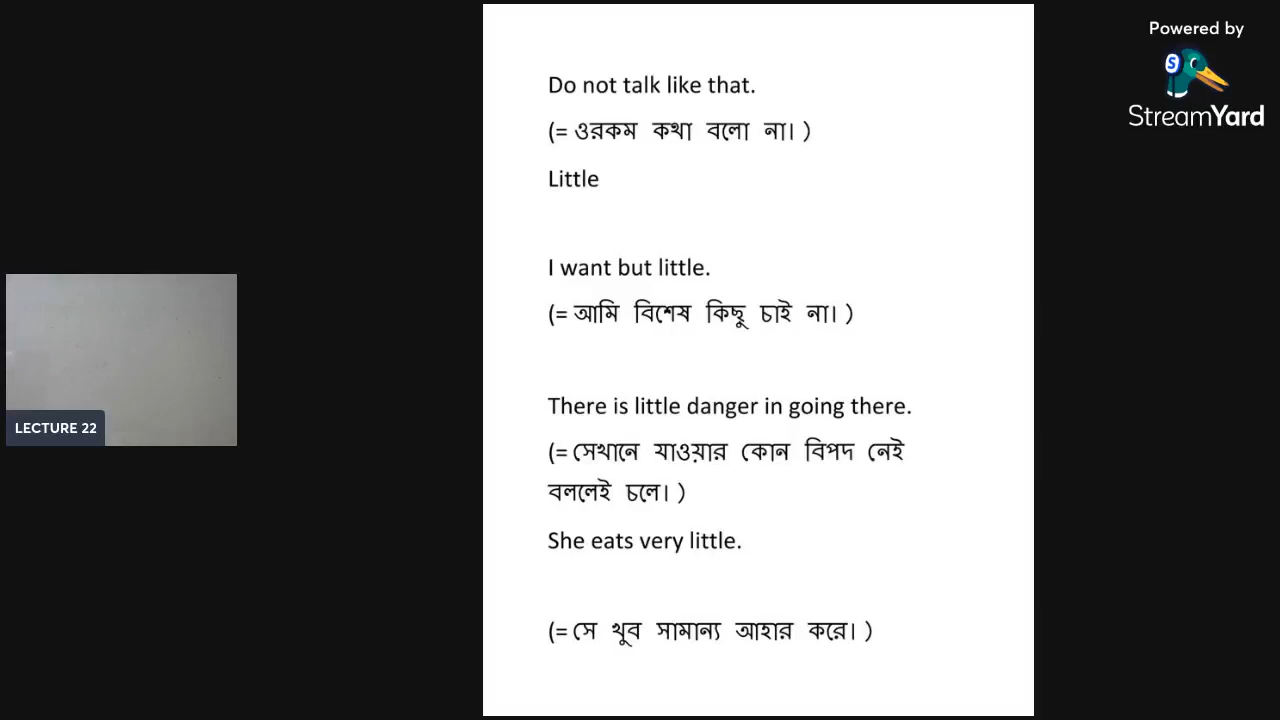 Powered by
StreamYard
Do not talk like that.
(= ওরকম কথা বলো না। )
Little
I want but little.
(= আমি বিশেষ কিছু চাই না। )
There is little danger in going there.
(= সেখানে যাওয়ার কোন বিপদ নেই
বললেই চলে। )
She eats very little.
(= সে খুব সামান্য আহার করে। )
LECTURE 22